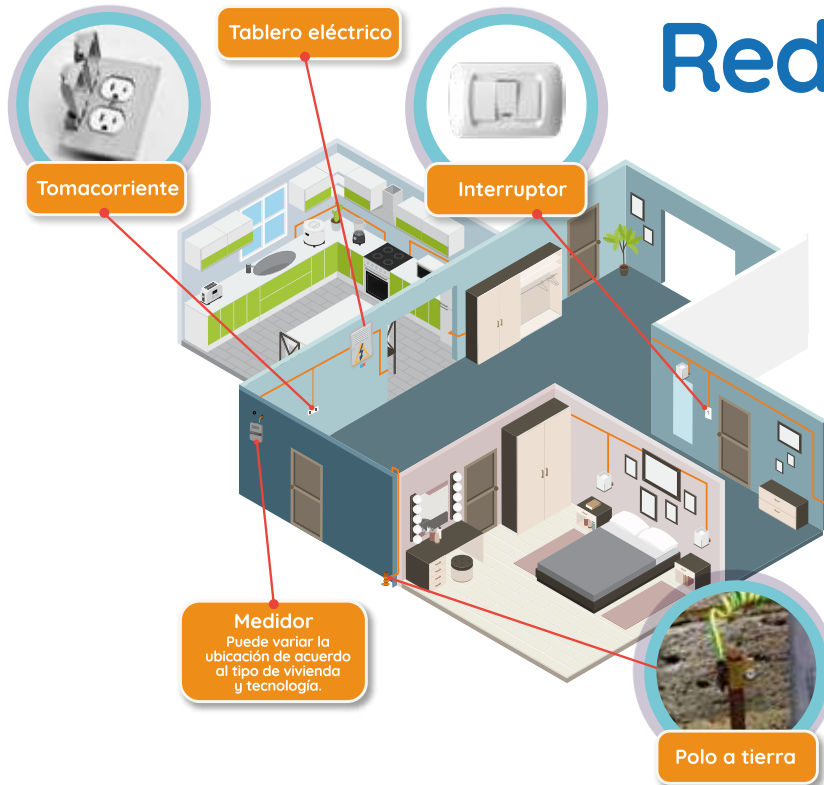 Red
Tablero eléctrico
Tomacorriente
Interruptor
Medidor
Puede variar la
ubicación de acuerdo
al tipo de vivienda
y tecnología.
Polo a tierra